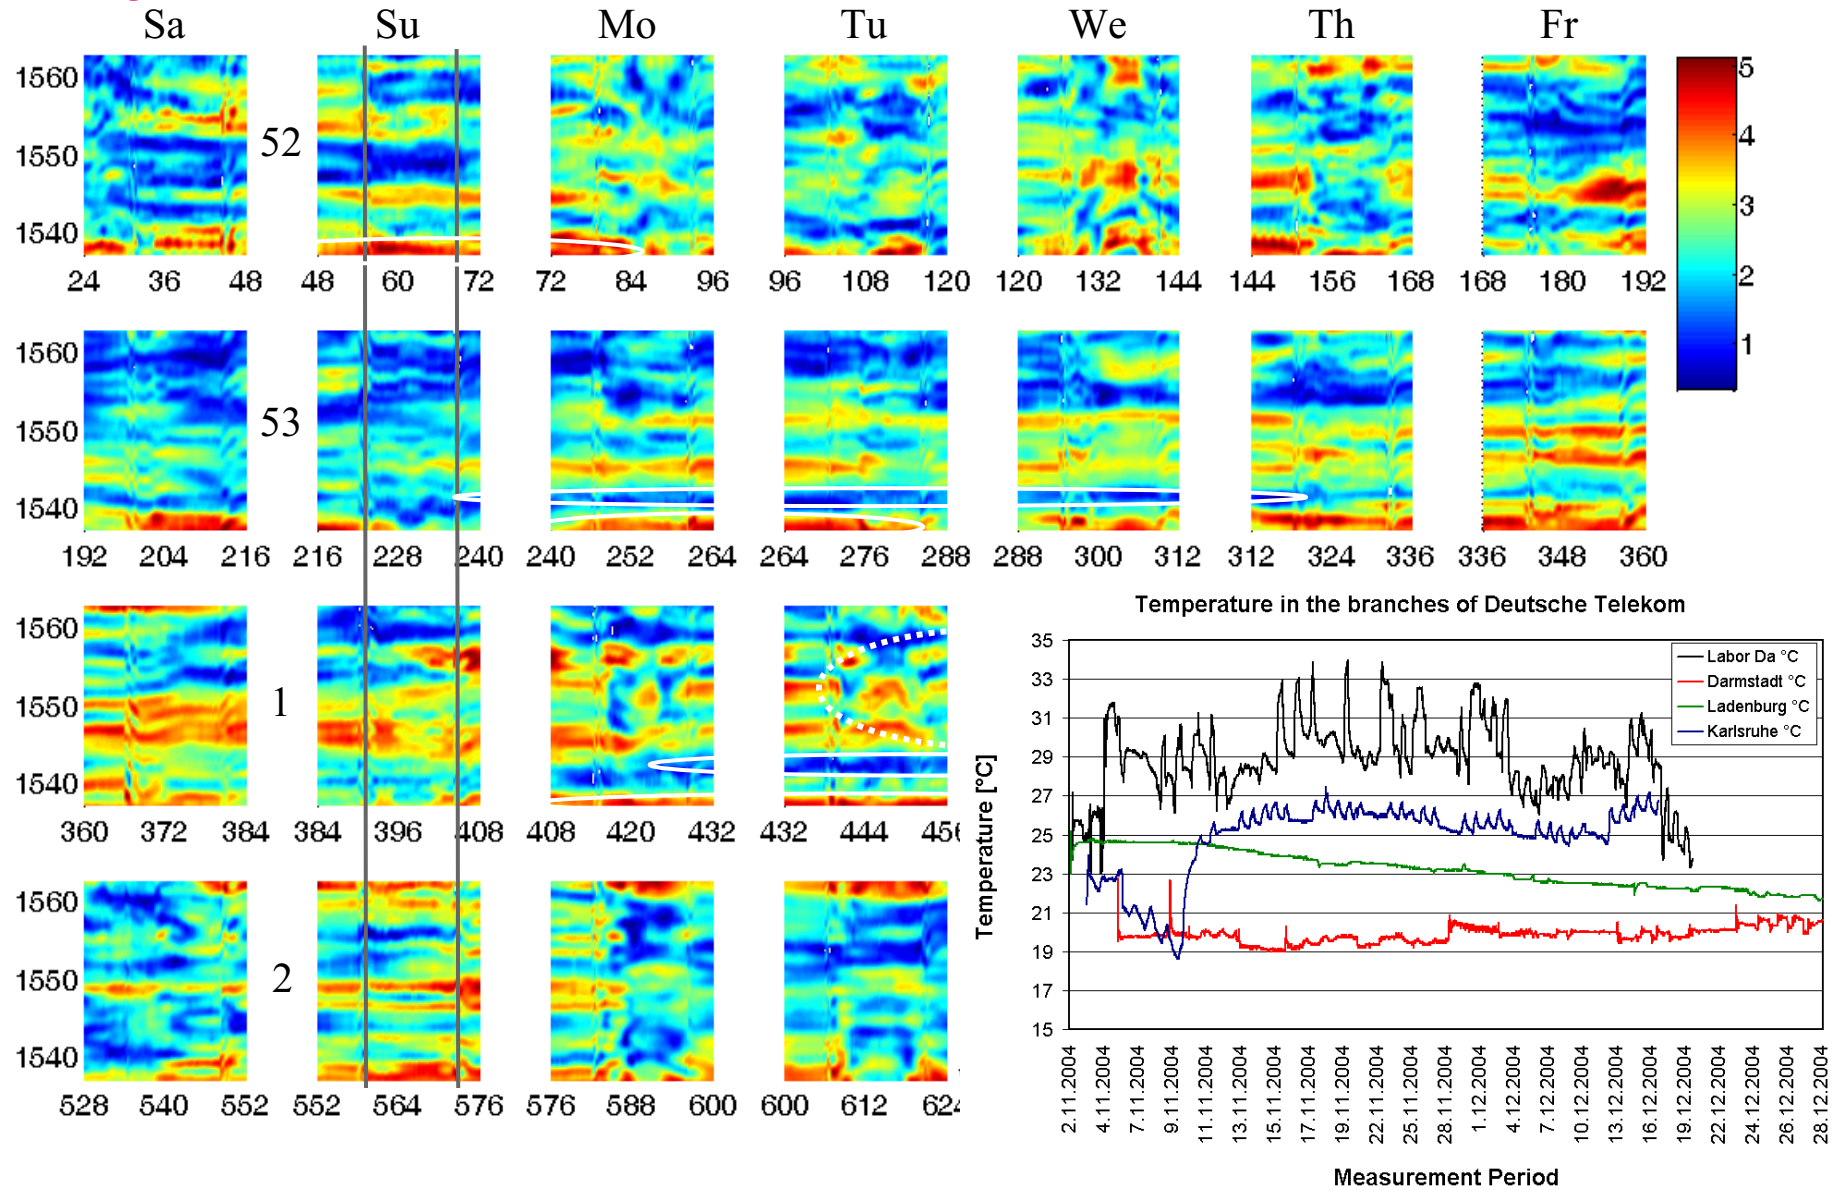 Sa Su Mo Tu We Th Fr
1560
1550
1540
52
24 36 48 48 60 72 72 84 96 96 108 120 120 132 144 144 156 168 168 180 192
5
4
3
2
1
1560
1550
1540
53
192 204 216 216 228 240 240 252 264 264 276 288 288 300 312 312 324 336 336 348 360
1560
1550
1540
1
360 372 384 384 396 408 408 420 432 432 444 456
1560
1550
1540
2
528 540 552 552 564 576 576 588 600 600 612 624
Temperature in the branches of Deutsche Telekom
Temperature [°C]
35
33
31
29
27
25
23
21
19
17
15
Labor Da °C
Darmstadt °C
Ladenburg °C
Karlsruhe °C
2.11.2004 4.11.2004 7.11.2004 9.11.2004 11.11.2004 13.11.2004 15.11.2004 17.11.2004 19.11.2004 22.11.2004 25.11.2004 28.11.2004 1.12.2004 4.12.2004 7.12.2004 10.12.2004 13.12.2004 16.12.2004 19.12.2004 22.12.2004 24.12.2004 26.12.2004 28.12.2004
Measurement Period